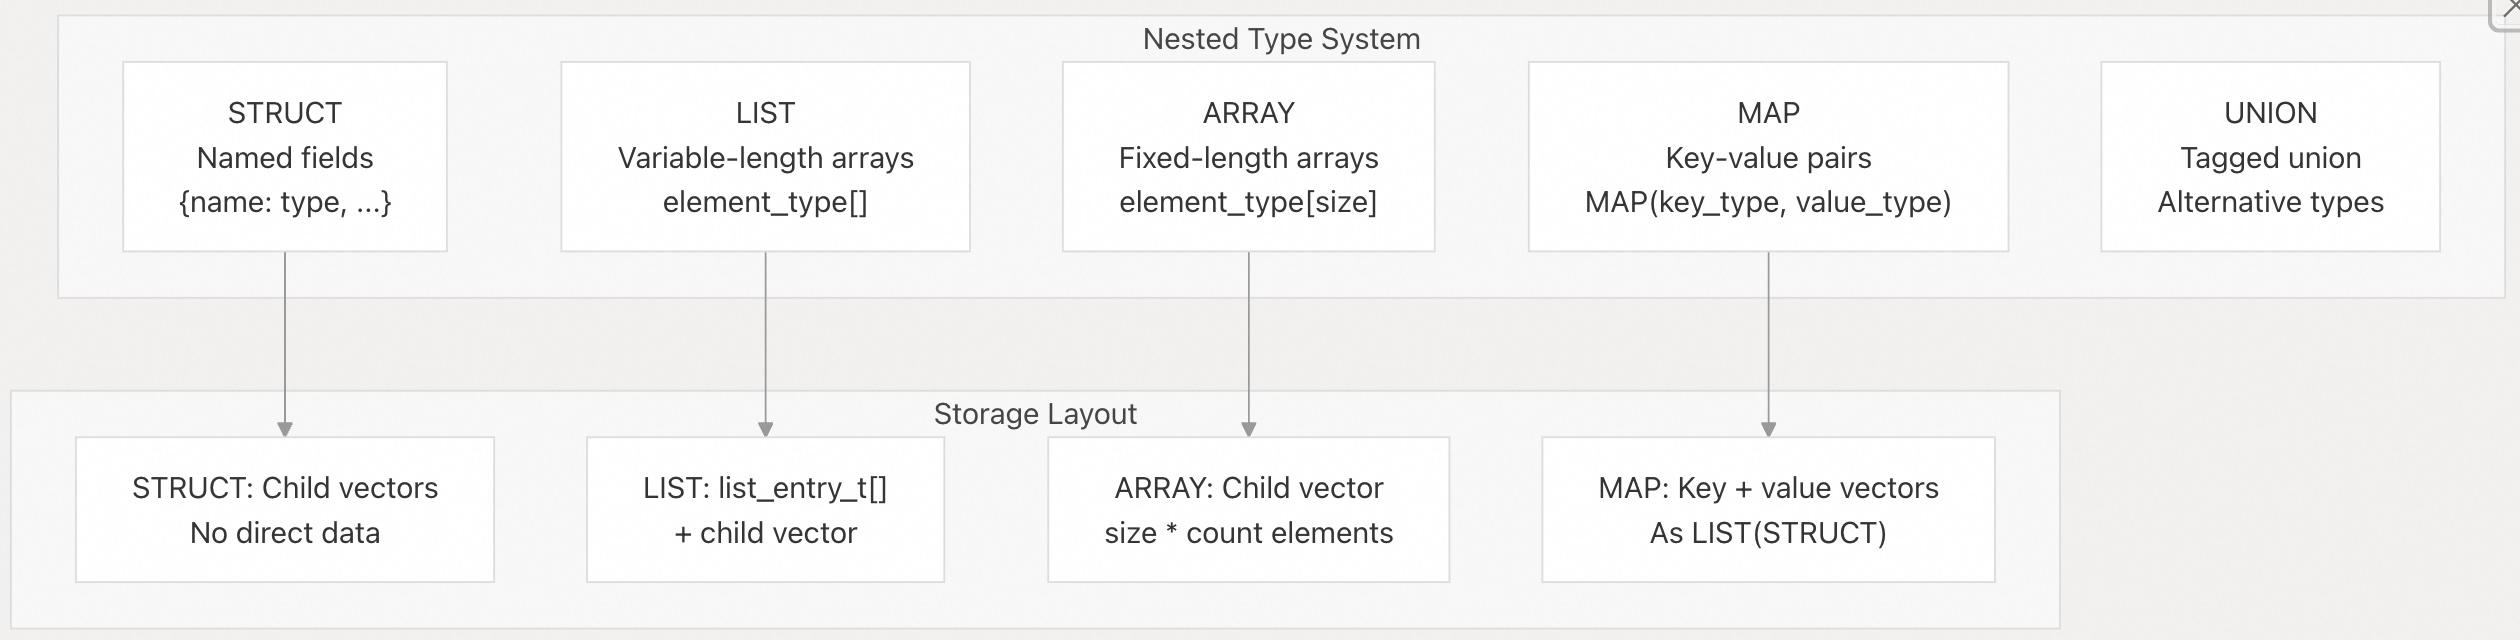 Nested Type System
STRUCT
Named fields
{name: type, ...}
LIST
Variable-length arrays
element_type[]
ARRAY
Fixed-length arrays
element_type[size]
MAP
Key-value pairs
MAP(key_type, value_type)
UNION
Tagged union
Alternative types
Storage Layout
STRUCT: Child vectors
No direct data
LIST: list_entry_t[]
+ child vector
ARRAY: Child vector
size * count elements
MAP: Key + value vectors
As LIST(STRUCT)